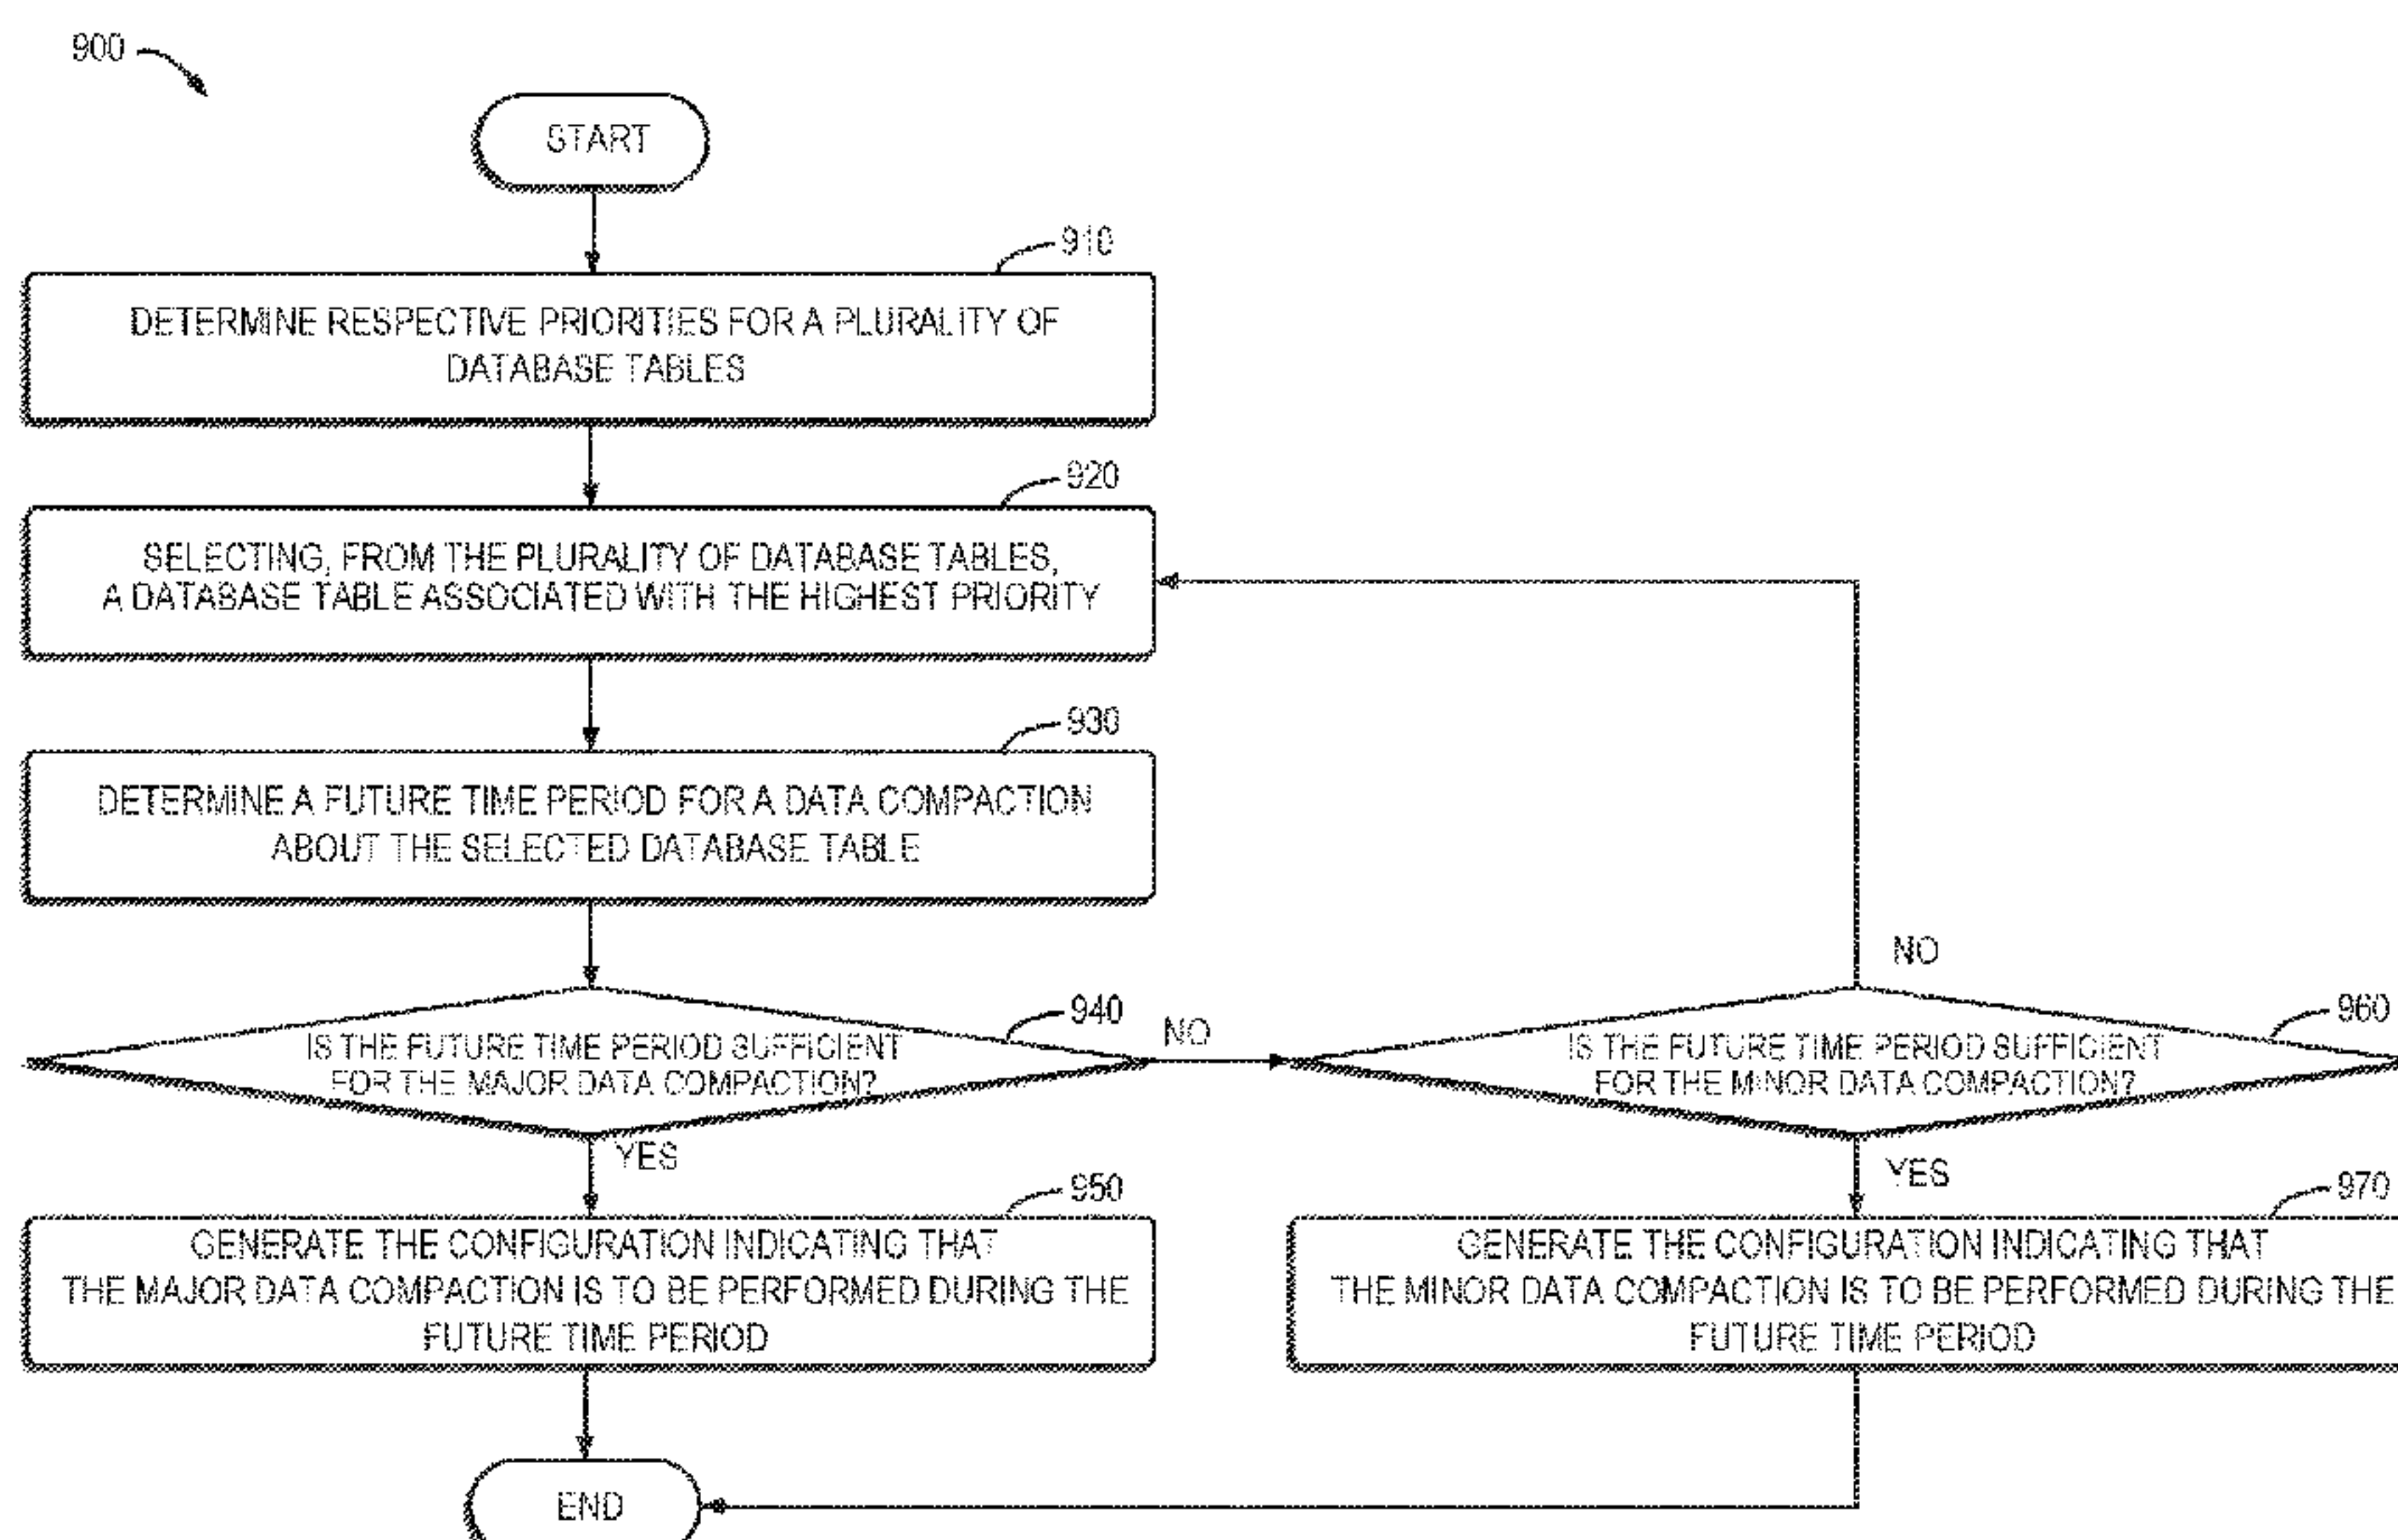 900
START
910
DETERMINE RESPECTIVE PRIORITIES FOR A PLURALITY OF
DATABASE TABLES
920
SELECTING, FROM THE PLURALITY OF DATABASE TABLES,
A DATABASE TABLE ASSOCIATED WITH THE HIGHEST PRIORITY
930
DETERMINE A FUTURE TIME PERIOD FOR A DATA COMPACTION
ABOUT THE SELECTED DATABASE TABLE
940
IS THE FUTURE TIME PERIOD SUFFICIENT
FOR THE MAJOR DATA COMPACTION?
NO
YES
NO
960
IS THE FUTURE TIME PERIOD SUFFICIENT
FOR THE MINOR DATA COMPACTION?
YES
950
GENERATE THE CONFIGURATION INDICATING THAT
THE MAJOR DATA COMPACTION IS TO BE PERFORMED DURING THE
FUTURE TIME PERIOD
970
GENERATE THE CONFIGURATION INDICATING THAT
THE MINOR DATA COMPACTION IS TO BE PERFORMED DURING THE
FUTURE TIME PERIOD
END